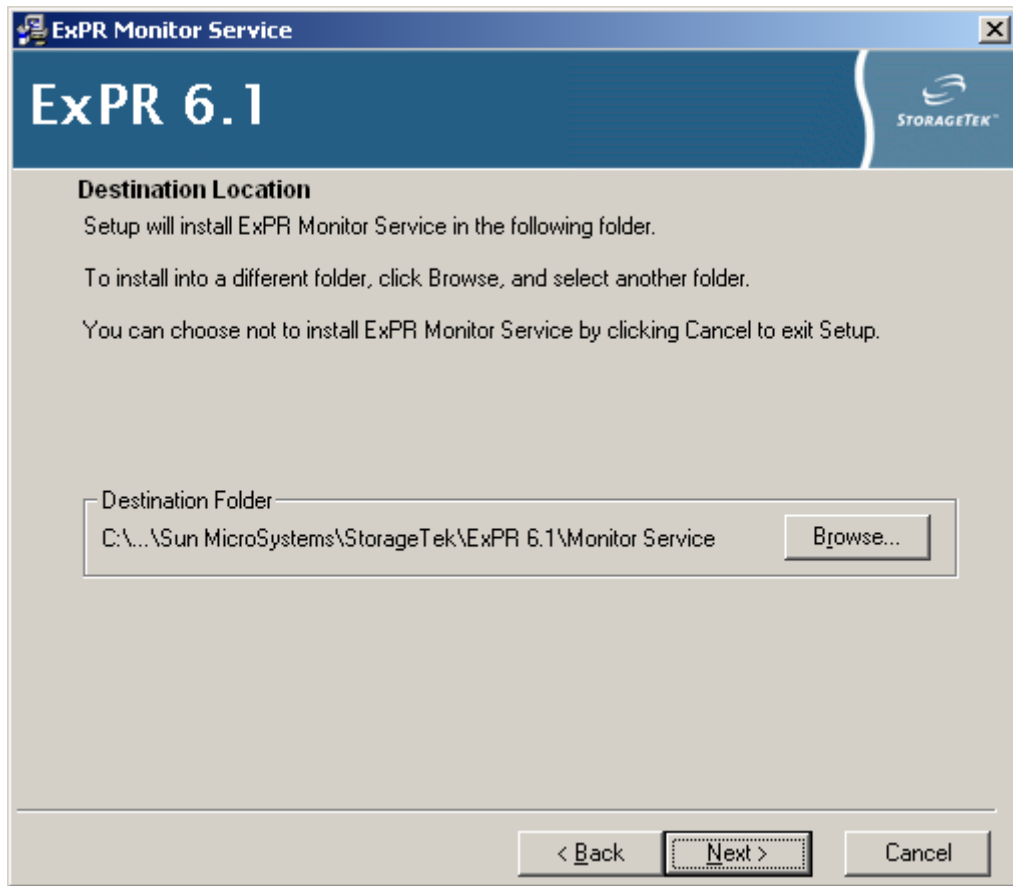 ExPR Monitor Service
ExPR 6.1
STORAGETEK™
Destination Location
Setup will install ExPR Monitor Service in the following folder.
To install into a different folder, click Browse, and select another folder.
You can choose not to install ExPR Monitor Service by clicking Cancel to exit Setup.
Destination Folder
C:\...\Sun MicroSystems\StorageTek\ExPR 6.1\Monitor Service
Browse...
< Back
Next >
Cancel